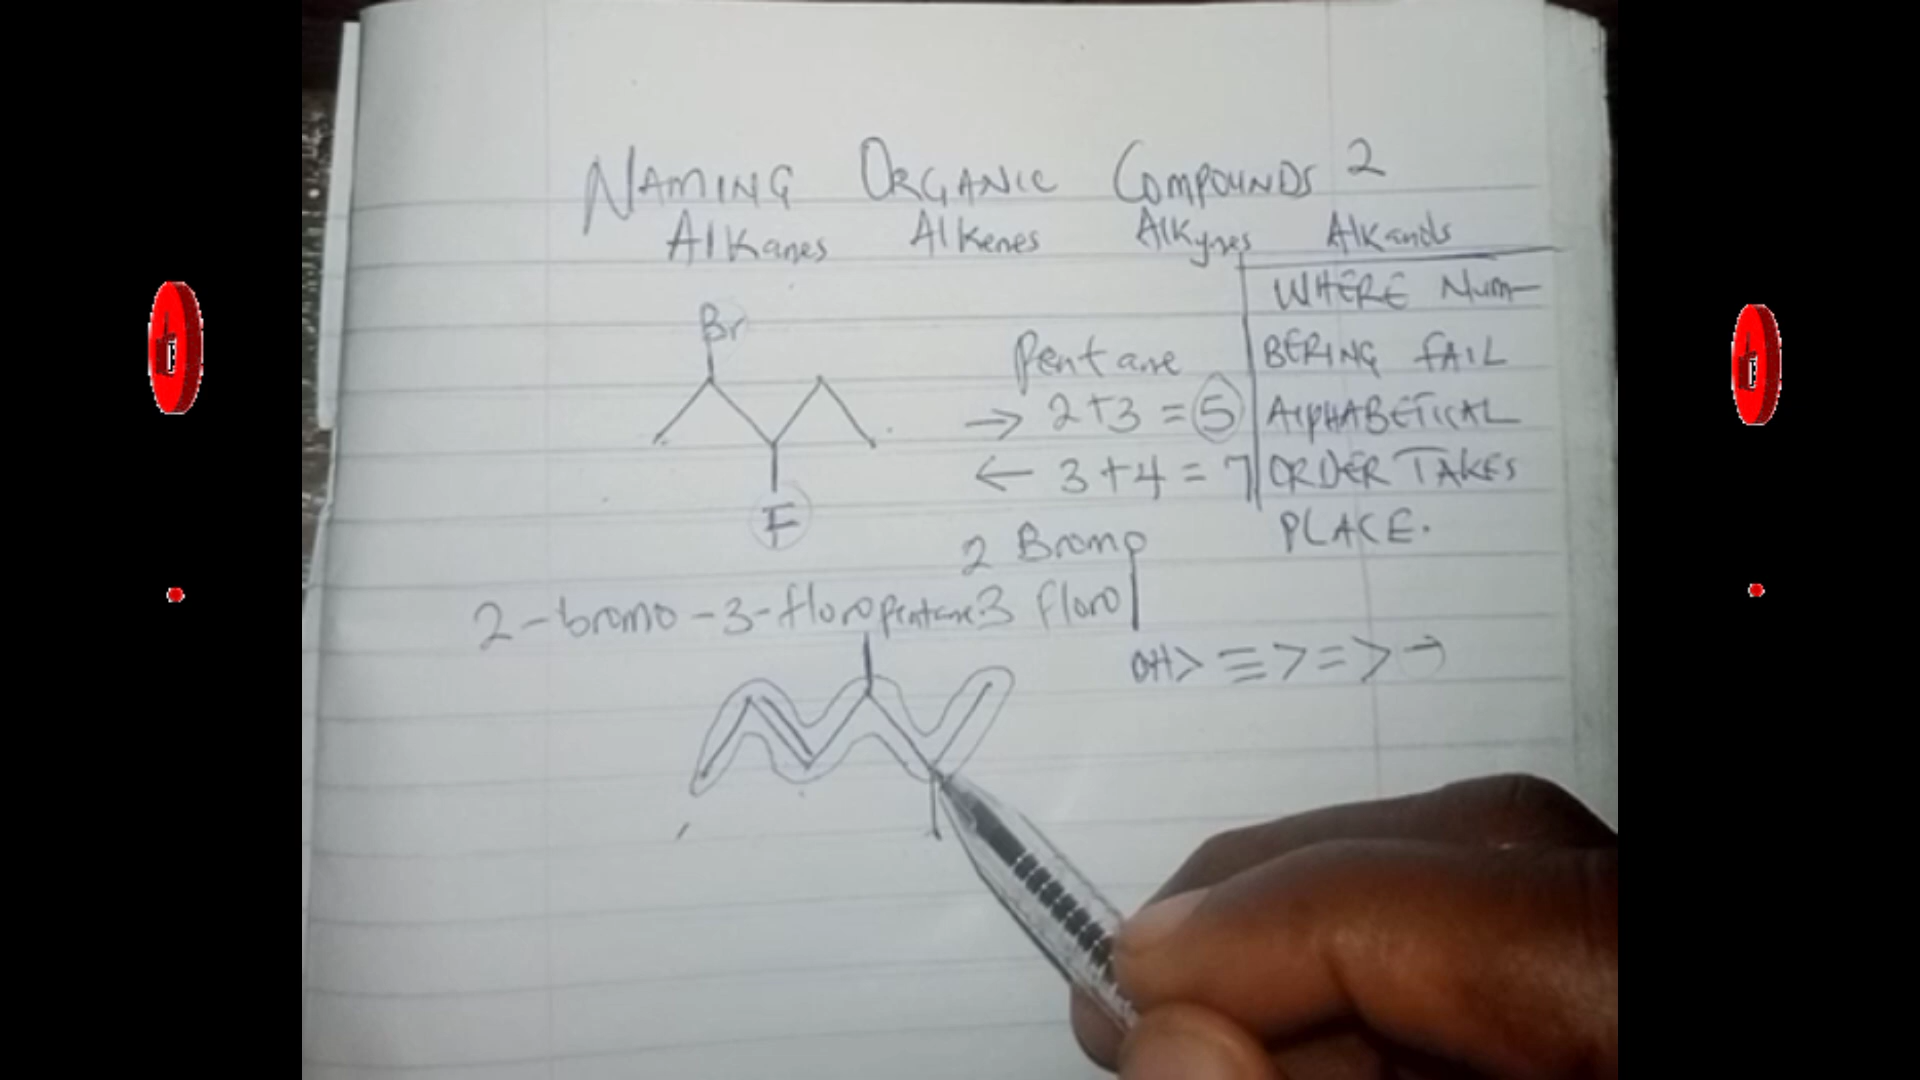 NAMING ORGANIC COMPOUNDS 2
Alkanes Alkenes Alkynes Alkanols
WHERE NUM-
BERING FAIL
ALPHABETICAL
ORDER TAKES
PLACE.
Br
F
Pentane
→ 2+3 = 5
← 3+4 = 7
2 Bromo
2-bromo-3-floropentane 3 floro
OH> ≡ > = > -